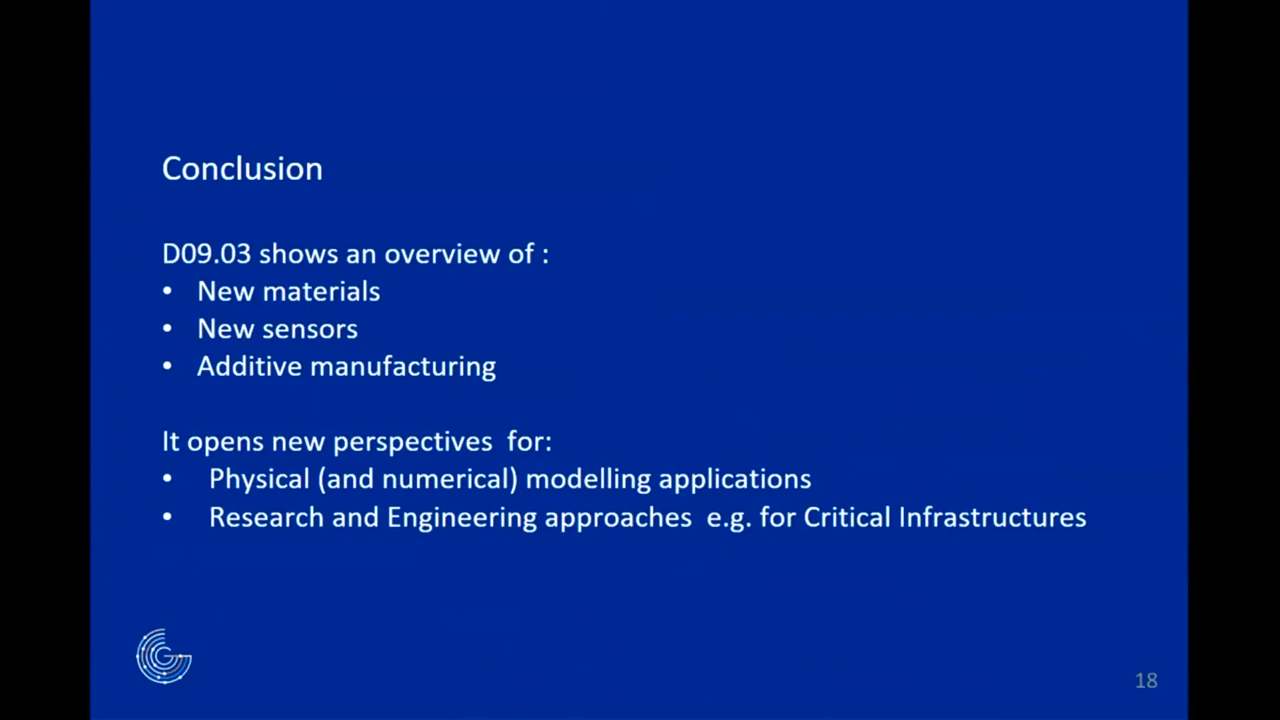 Conclusion
D09.03 shows an overview of :
• New materials
• New sensors
• Additive manufacturing
It opens new perspectives  for:
• Physical (and numerical) modelling applications
• Research and Engineering approaches  e.g. for Critical Infrastructures
18